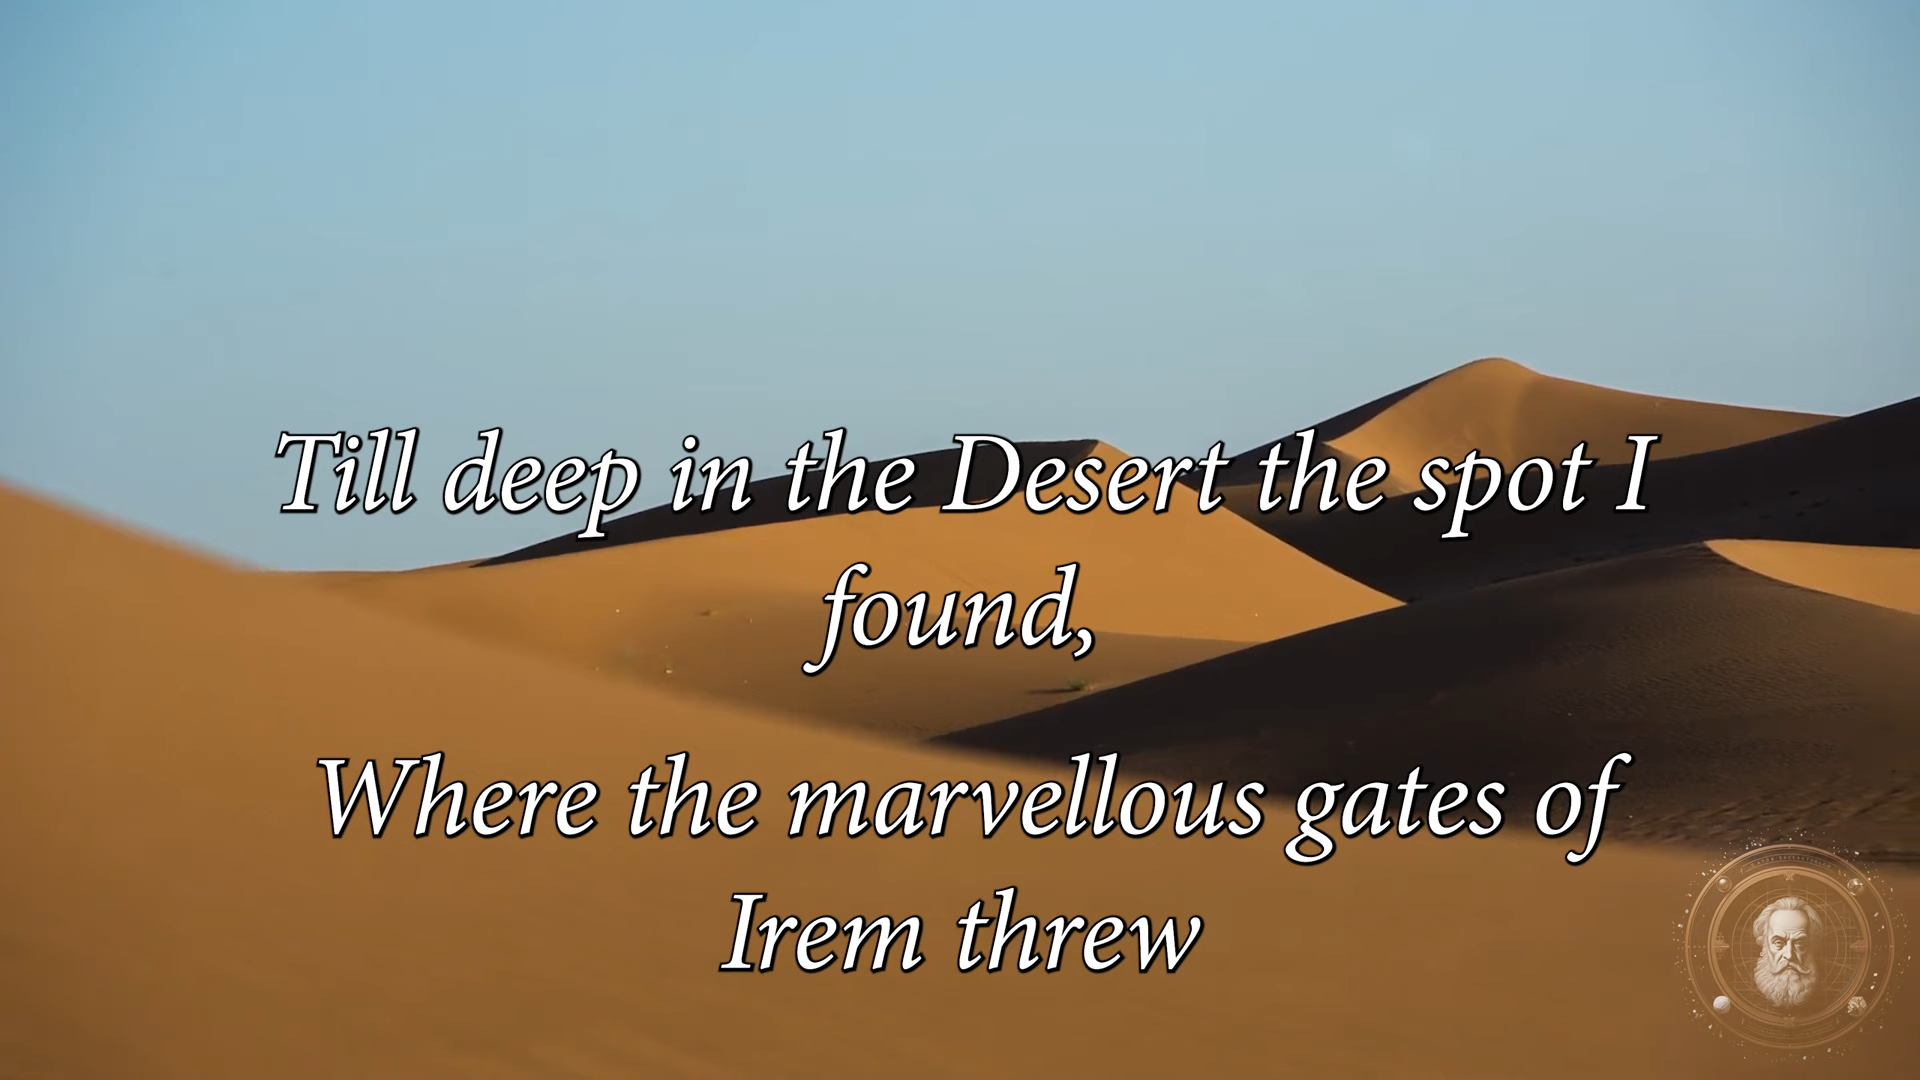 Till deep in the Desert the spot I
found,
Where the marvellous gates of
Irem threw